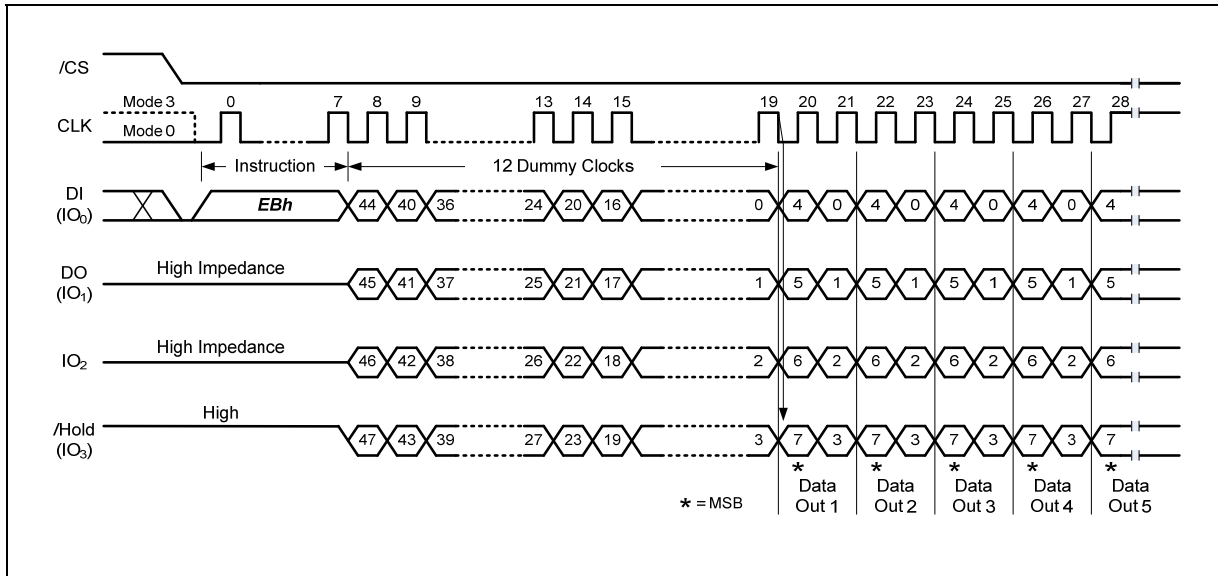 /CS
Mode 3 0 7 8 9 13 14 15 19 20 21 22 23 24 25 26 27 28
CLK
Mode 0
Instruction 12 Dummy Clocks
DI
(IO0)
EBh 44 40 36 24 20 16 0 4 0 4 0 4 0 4 0 4
High Impedance
DO
(IO1)
45 41 37 25 21 17 1 5 1 5 1 5 1 5 1 5
High Impedance
IO2 46 42 38 26 22 18 2 6 2 6 2 6 2 6 2 6
High
/Hold
(IO3)
47 43 39 27 23 19 3 7 3 7 3 7 3 7 3 7
* * * * *
* = MSB
Data Out 1
Data Out 2
Data Out 3
Data Out 4
Data Out 5